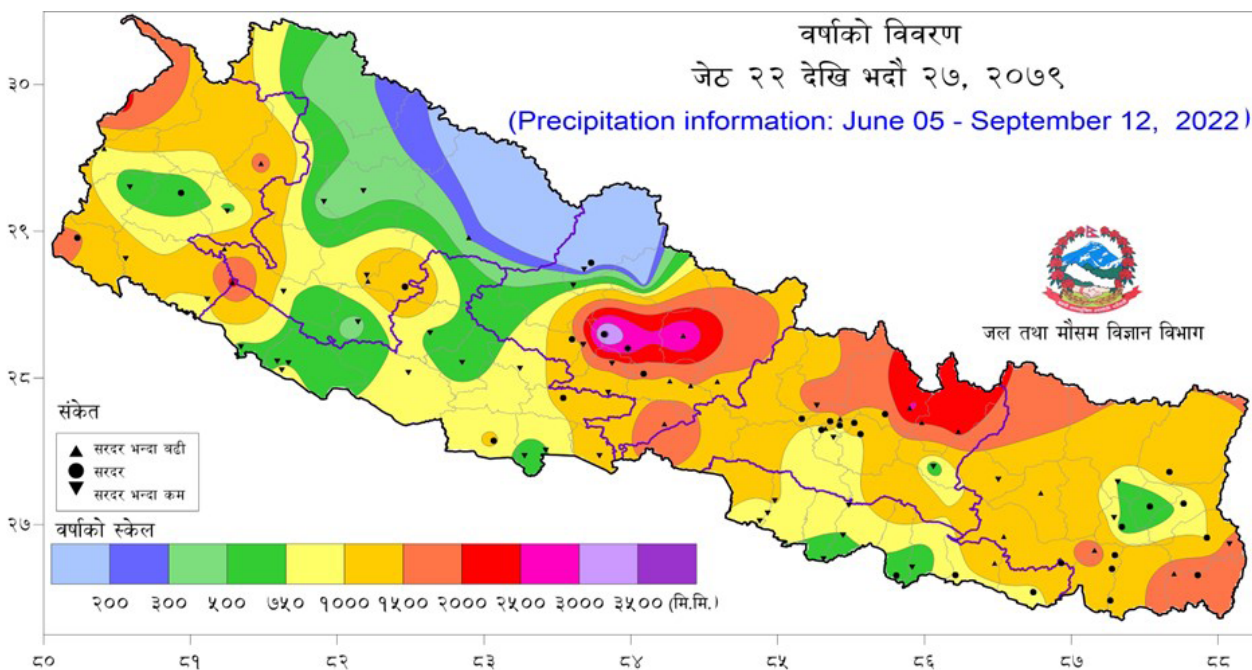 वर्षाको विवरण
जेठ २२ देखि भदौ २७, २०७९
(Precipitation information: June 05 - September 12, 2022)
जल तथा मौसम विज्ञान विभाग
संकेत
सरदर भन्दा बढी
सरदर
सरदर भन्दा कम
वर्षाको स्केल
२०० ३०० ५०० ७५० १००० १५०० २००० २५०० ३००० ३५०० (मि.मि.)
३०
२९
२८
२७
८० ८१ ८२ ८३ ८४ ८५ ८६ ८७ ८८